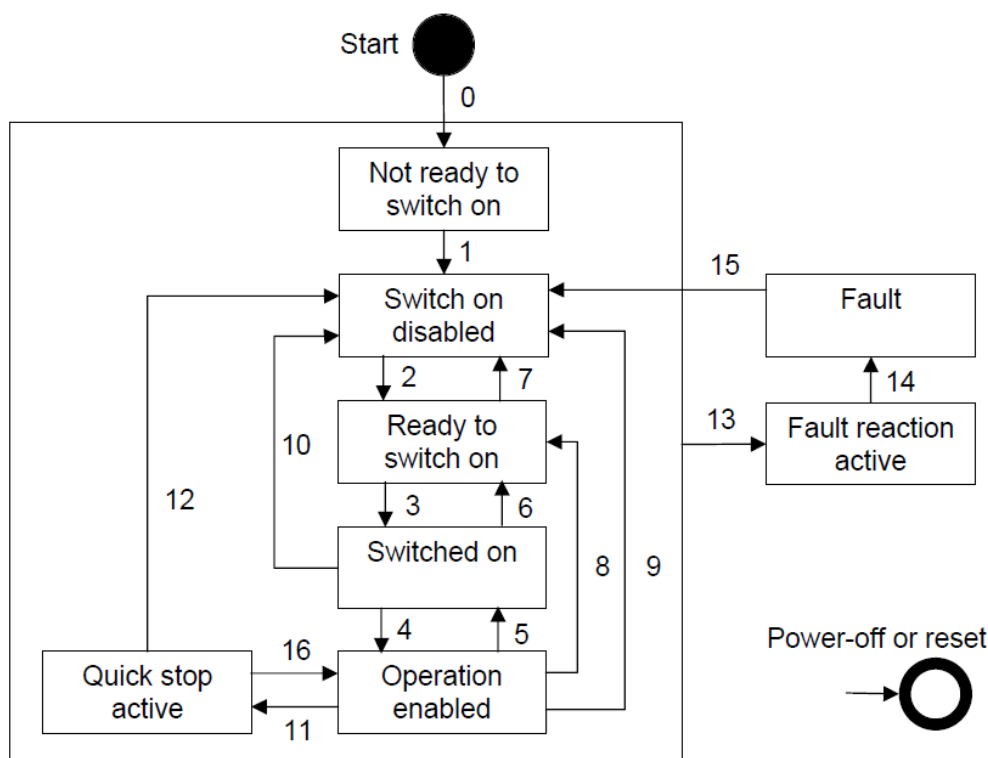 Start
0
Not ready to
switch on
1
15
Switch on
disabled
Fault
2
7
14
10
Ready to
switch on
13
Fault reaction
active
12
3
6
Switched on
8
9
4
5
Power-off or reset
16
Quick stop
active
Operation
enabled
11